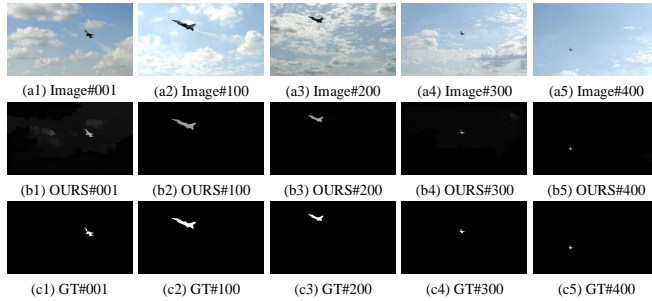 (a1) Image#001 (a2) Image#100 (a3) Image#200 (a4) Image#300 (a5) Image#400
(b1) OURS#001 (b2) OURS#100 (b3) OURS#200 (b4) OURS#300 (b5) OURS#400
(c1) GT#001 (c2) GT#100 (c3) GT#200 (c4) GT#300 (c5) GT#400